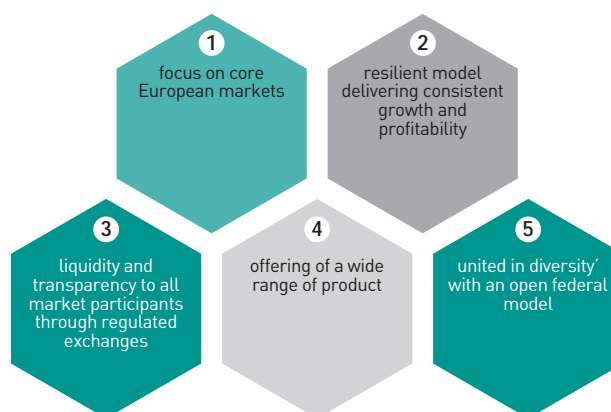 1
focus on core
European markets
2
resilient model
delivering consistent
growth and
profitability
3
liquidity and
transparency to all
market participants
through regulated
exchanges
4
offering of a wide
range of product
5
united in diversity’
with an open federal
model